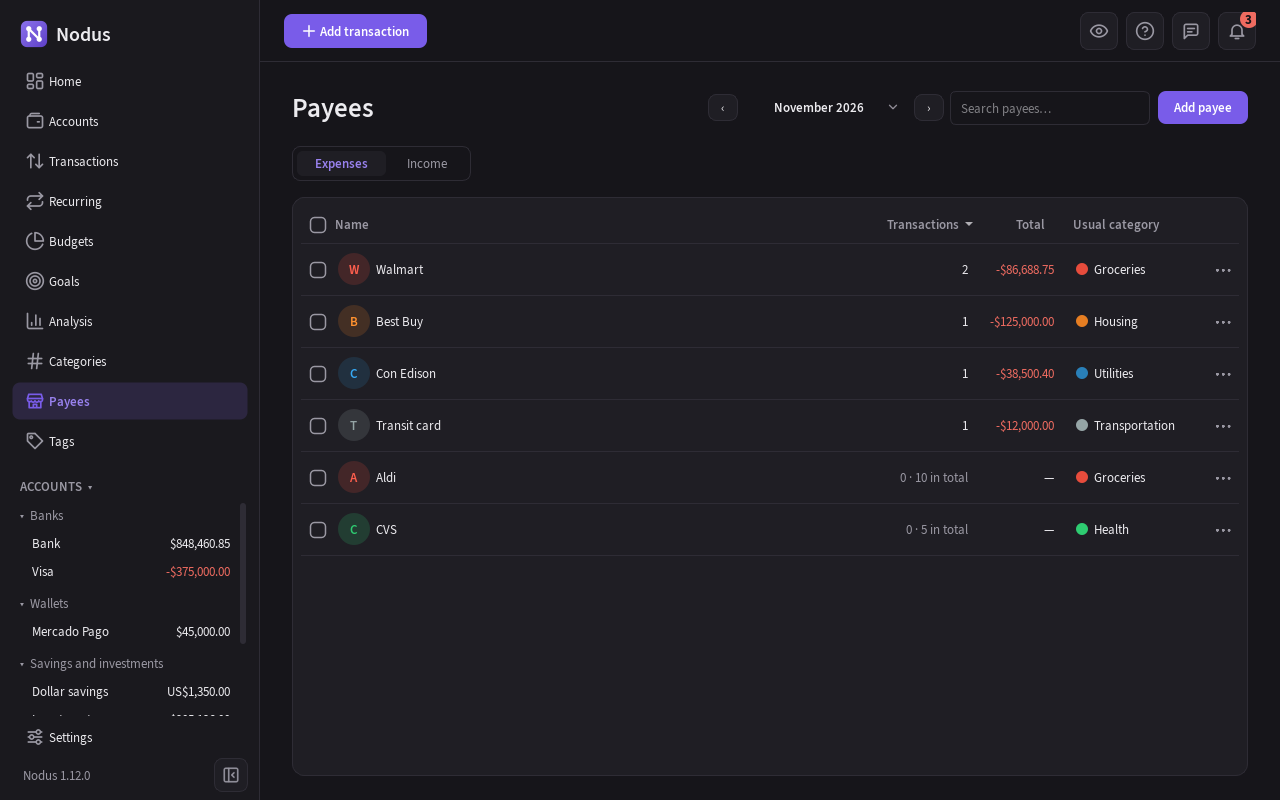 Nodus
Home
Accounts
Transactions
Recurring
Budgets
Goals
Analysis
Categories
Payees
Tags
ACCOUNTS
Banks
Bank $848,460.85
Visa -$375,000.00
Wallets
Mercado Pago $45,000.00
Savings and investments
Dollar savings US$1,350.00
Settings
Nodus 1.12.0
+ Add transaction
3
Payees
‹ November 2026 ›
Search payees...
Add payee
Expenses Income
Name Transactions Total Usual category
W Walmart 2 -$86,688.75 Groceries
B Best Buy 1 -$125,000.00 Housing
C Con Edison 1 -$38,500.40 Utilities
T Transit card 1 -$12,000.00 Transportation
A Aldi 0 · 10 in total — Groceries
C CVS 0 · 5 in total — Health